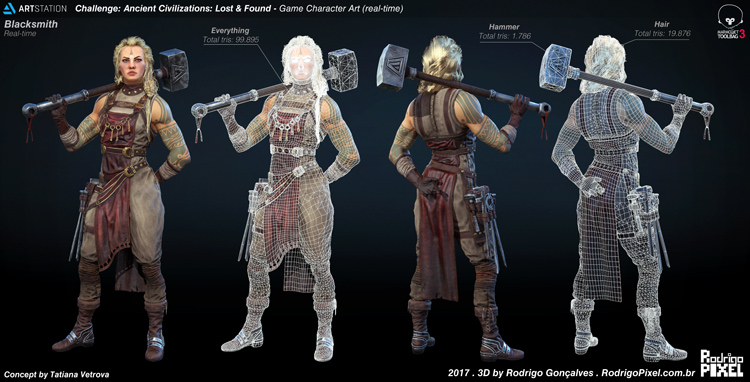 ARTSTATION
Challenge: Ancient Civilizations: Lost & Found - Game Character Art (real-time)
Blacksmith
Real-time
MARMOSET
TOOLBAG 3
Everything
Total tris: 99.895
Hammer
Total tris: 1.786
Hair
Total tris: 19.876
Concept by Tatiana Vetrova
2017 . 3D by Rodrigo Gonçalves . RodrigoPixel.com.br
Rodrigo
PIXEL